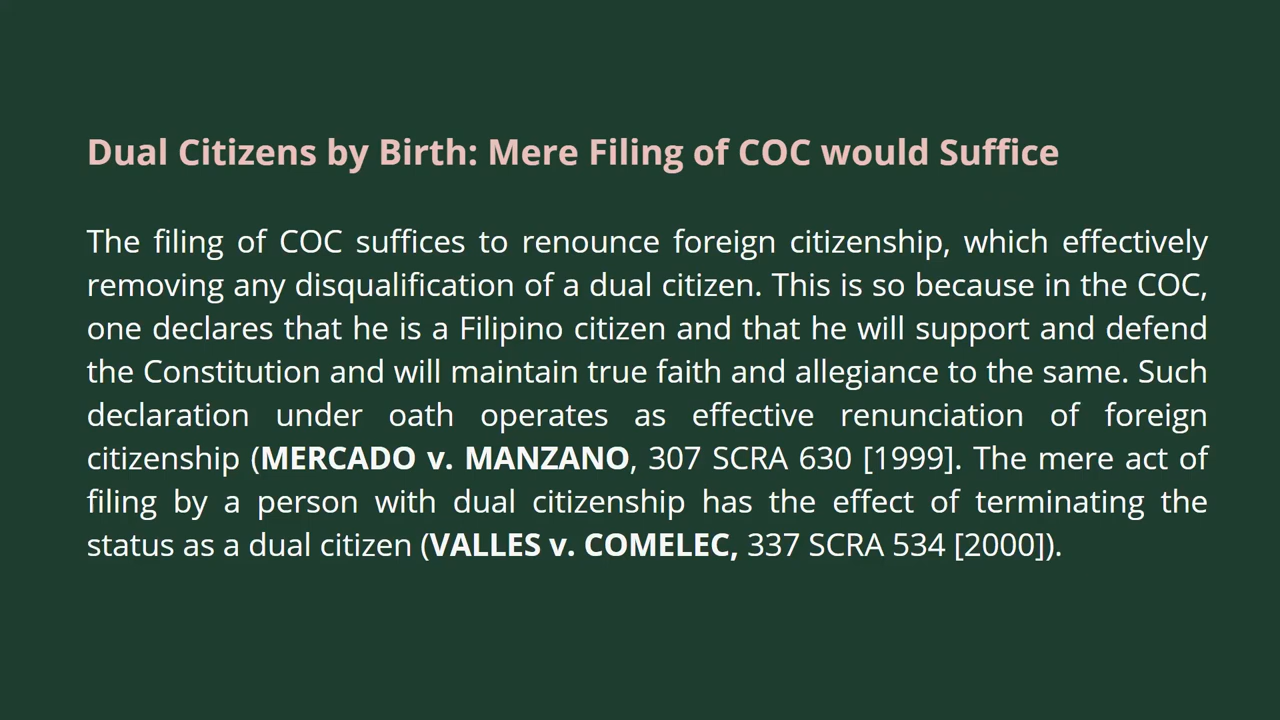 Dual Citizens by Birth: Mere Filing of COC would Suffice
The filing of COC suffices to renounce foreign citizenship, which effectively
removing any disqualification of a dual citizen. This is so because in the COC,
one declares that he is a Filipino citizen and that he will support and defend
the Constitution and will maintain true faith and allegiance to the same. Such
declaration under oath operates as effective renunciation of foreign
citizenship (MERCADO v. MANZANO, 307 SCRA 630 [1999]. The mere act of
filing by a person with dual citizenship has the effect of terminating the
status as a dual citizen (VALLES v. COMELEC, 337 SCRA 534 [2000]).